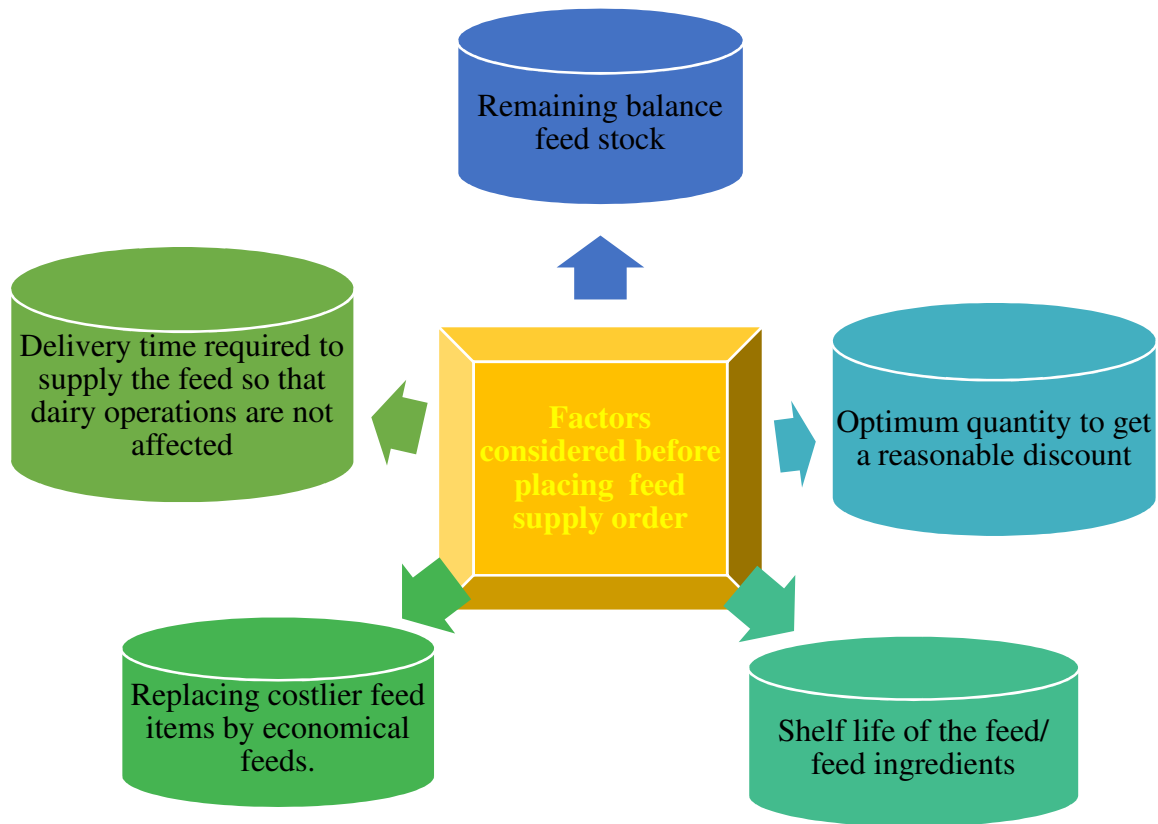 Remaining balance
feed stock
Delivery time required to
supply the feed so that
dairy operations are not
affected
Factors
considered before
placing feed
supply order
Optimum quantity to get
a reasonable discount
Replacing costlier feed
items by economical
feeds.
Shelf life of the feed/
feed ingredients